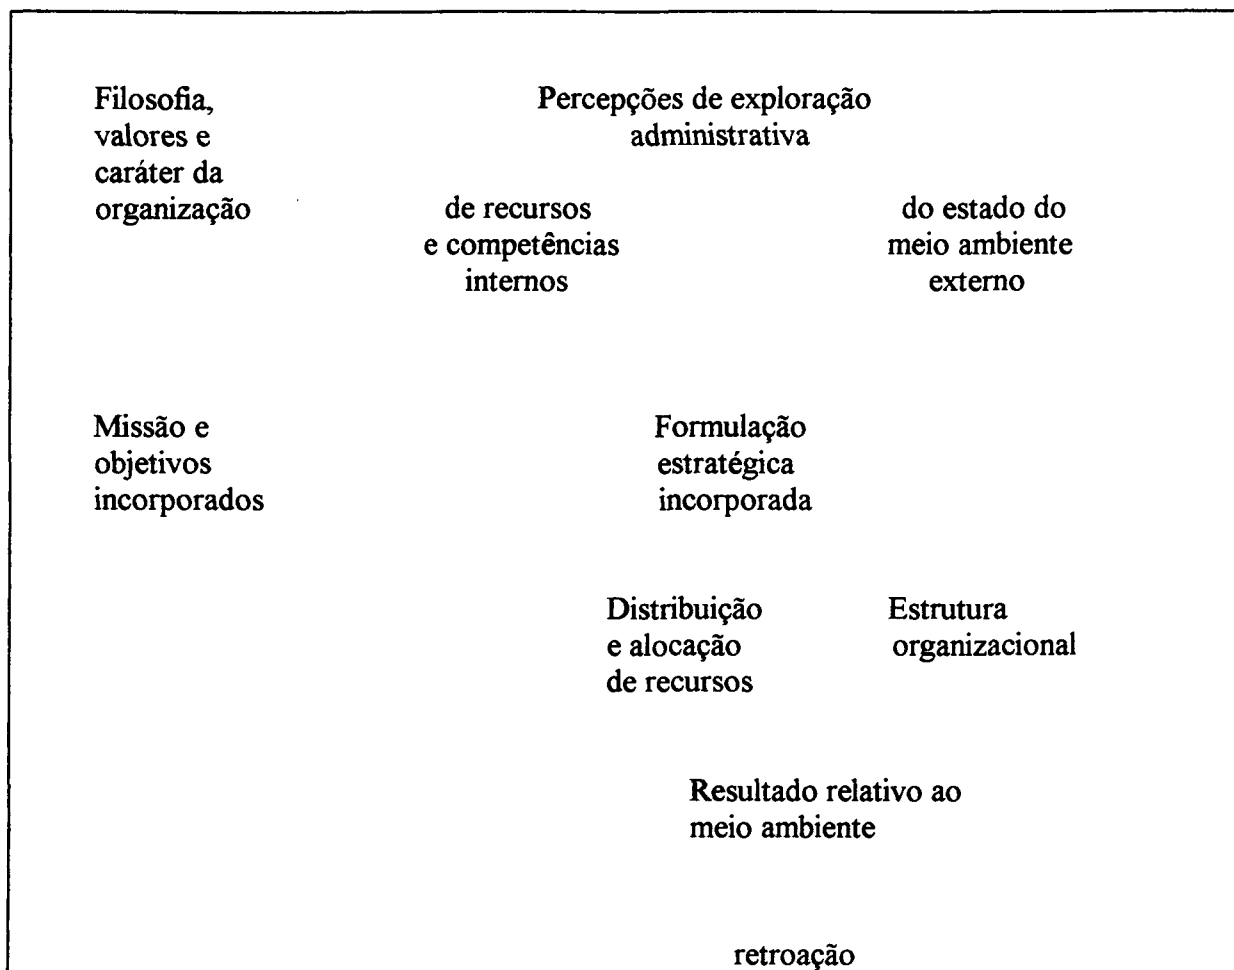 Filosofia,
valores e
caráter da
organização
Percepções de exploração
administrativa
de recursos
e competências
internos
do estado do
meio ambiente
externo
Missão e
objetivos
incorporados
Formulação
estratégica
incorporada
Distribuição
e alocação
de recursos
Estrutura
organizacional
Resultado relativo ao
meio ambiente
retroação